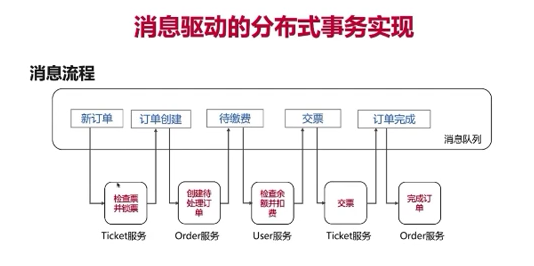 消息驱动的分布式事务实现
消息流程
新订单
订单创建
待缴费
交票
订单完成
消息队列
检查票
并锁票
创建待
处理订
单
检查余
额并扣
费
交票
完成订
单
Ticket服务
Order服务
User服务
Ticket服务
Order服务